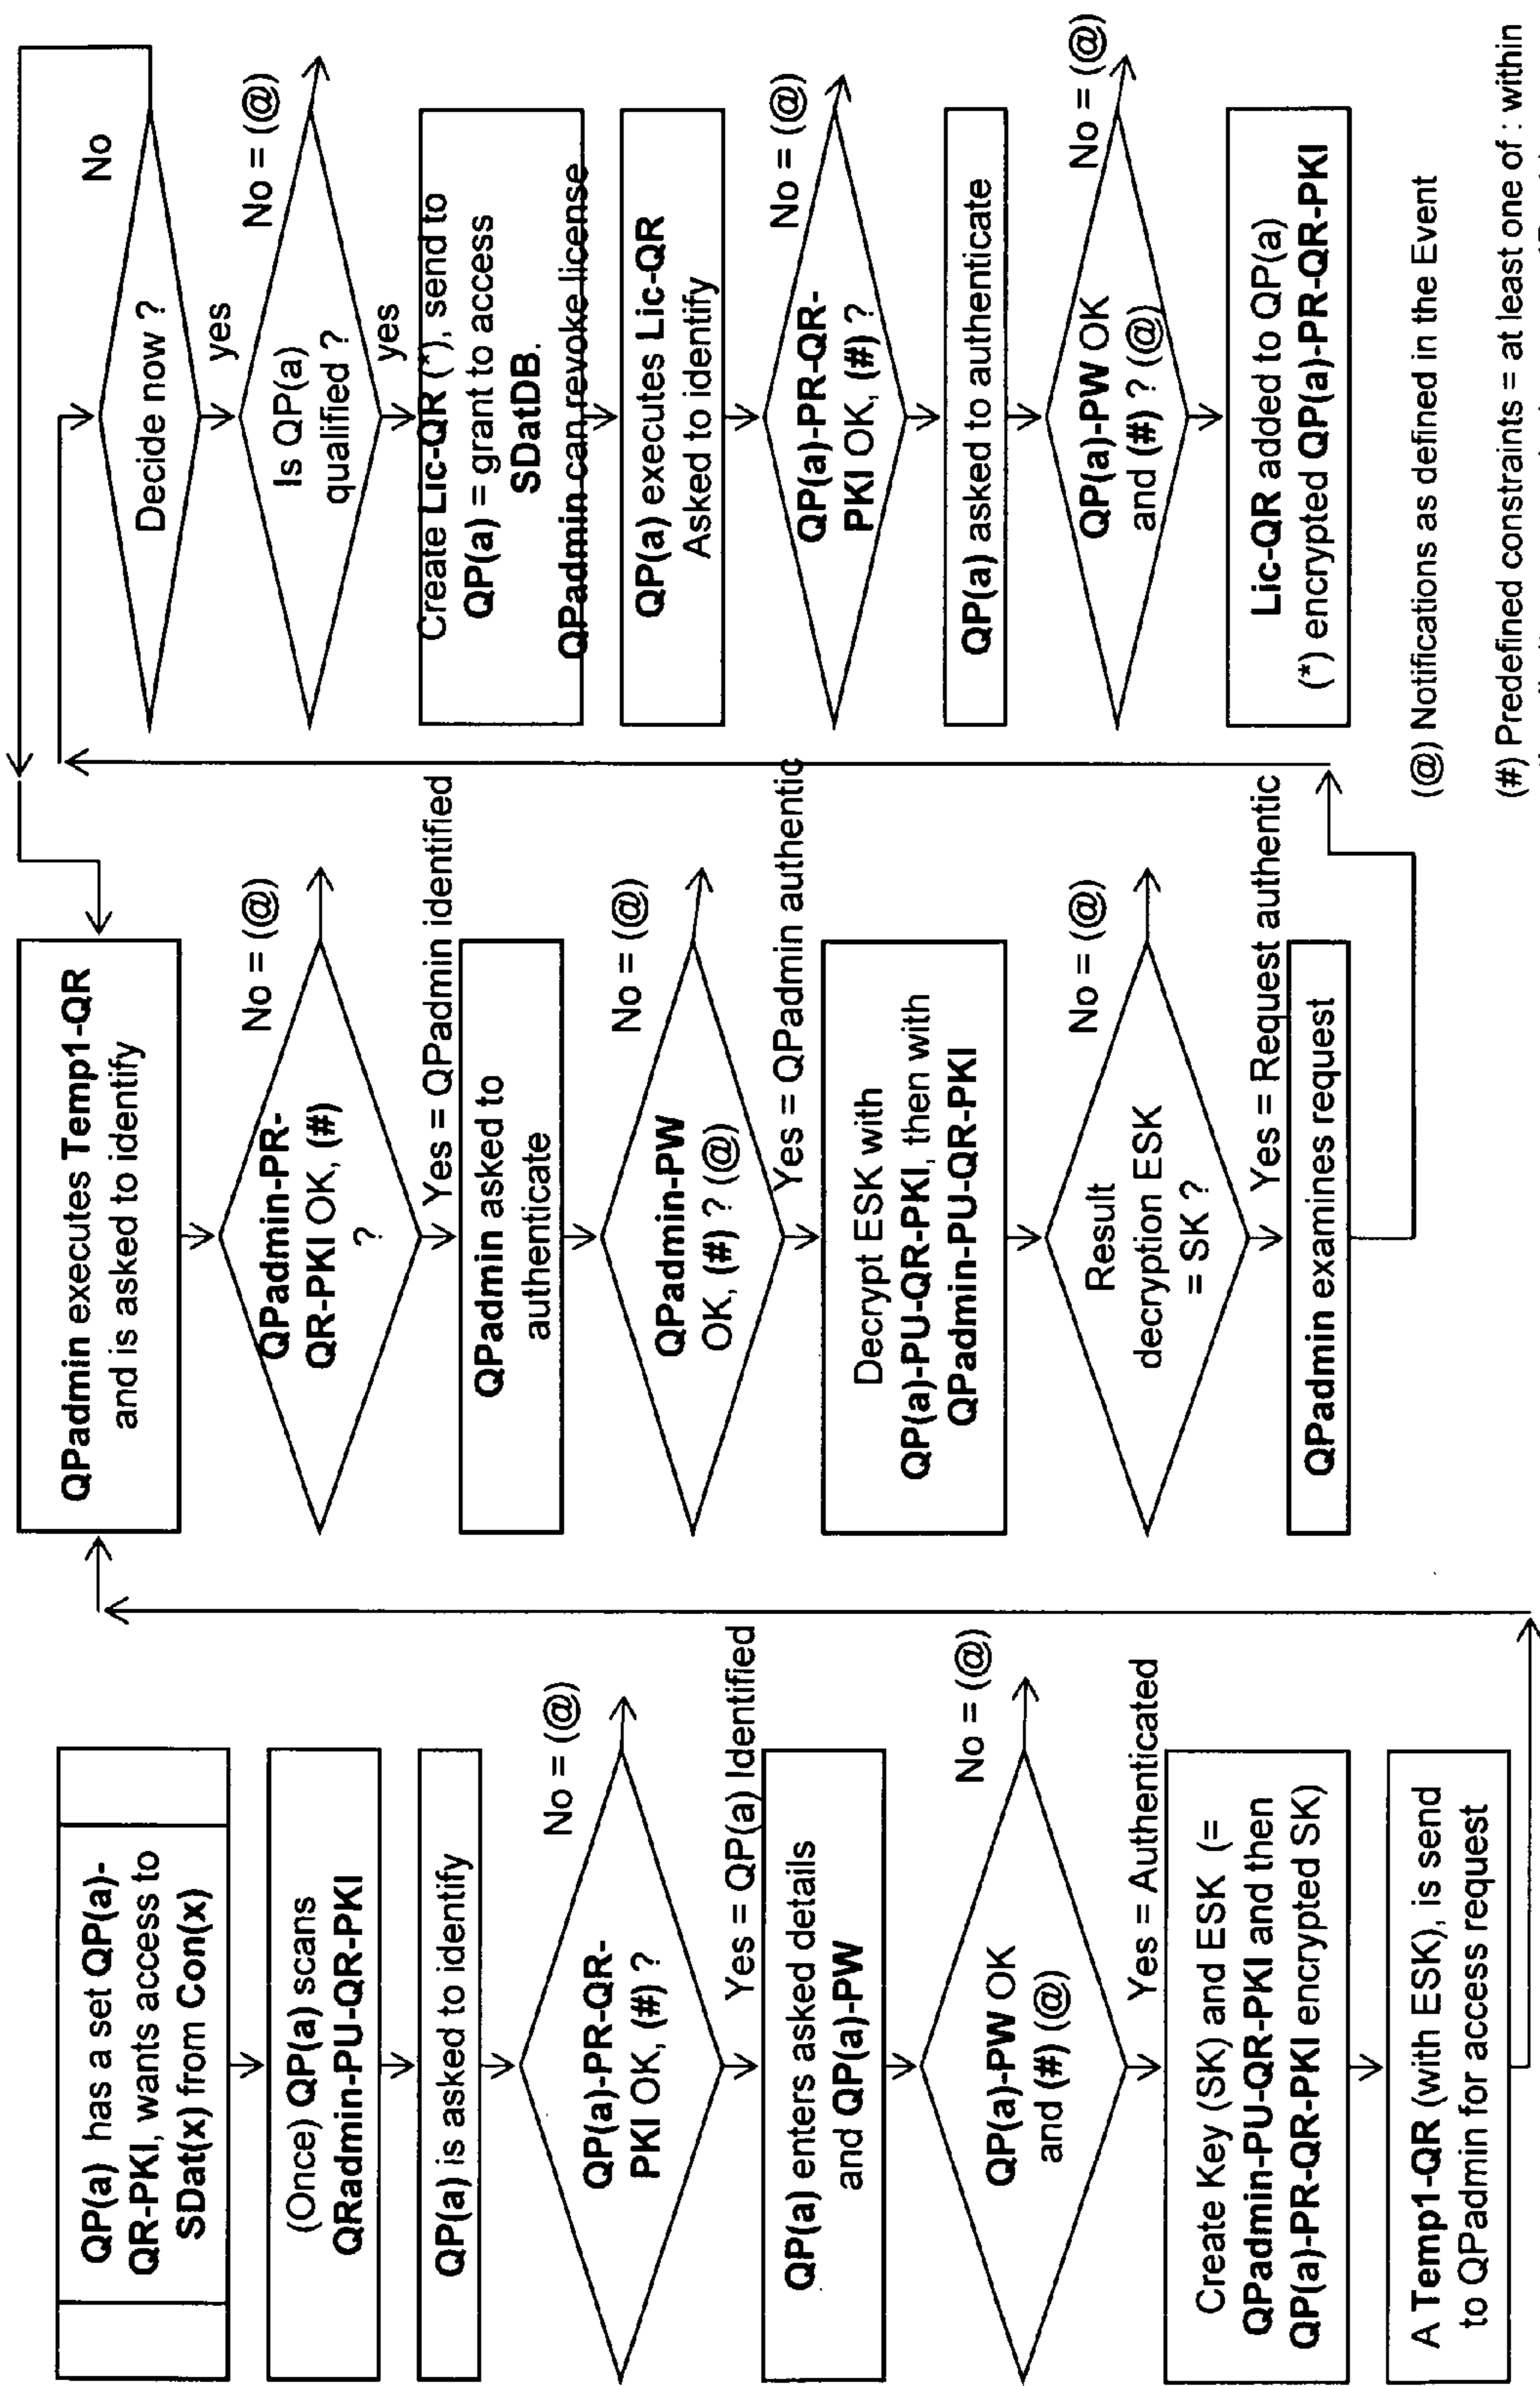 QP(a) has a set QP(a)-
QR-PKI, wants access to
SDat(x) from Con(x)
(Once) QP(a) scans
QRadmin-PU-QR-PKI
QP(a) is asked to identify
QP(a)-PR-QR-
PKI OK, (#) ?
No = (@)
Yes = QP(a) Identified
QP(a) enters asked details
and QP(a)-PW
QP(a)-PW OK
and (#) (@)
No = (@)
Yes = Authenticated
Create Key (SK) and ESK (=
QPadmin-PU-QR-PKI and then
QP(a)-PR-QR-PKI encrypted SK)
A Temp1-QR (with ESK), is send
to QPadmin for access request
QPadmin executes Temp1-QR
and is asked to identify
QPadmin-PR-
QR-PKI OK, (#)
?
No = (@)
Yes = QPadmin identified
QPadmin asked to
authenticate
QPadmin-PW
OK, (#) ? (@)
No = (@)
Yes = QPadmin authentic
Decrypt ESK with
QP(a)-PU-QR-PKI, then with
QPadmin-PU-QR-PKI
Result
decryption ESK
= SK ?
No = (@)
Yes = Request authentic
QPadmin examines request
Decide now ?
No
yes
Is QP(a)
qualified ?
No = (@)
yes
Create Lic-QR (*), send to
QP(a) = grant to access
SDatDB.
QPadmin can revoke license
QP(a) executes Lic-QR
Asked to identify
QP(a)-PR-QR-
PKI OK, (#) ?
No = (@)
QP(a) asked to authenticate
QP(a)-PW OK
and (#) ? (@)
No = (@)
Lic-QR added to QP(a)
(*) encrypted QP(a)-PR-QR-PKI
(@) Notifications as defined in the Event
(#) Predefined constraints = at least one of : within